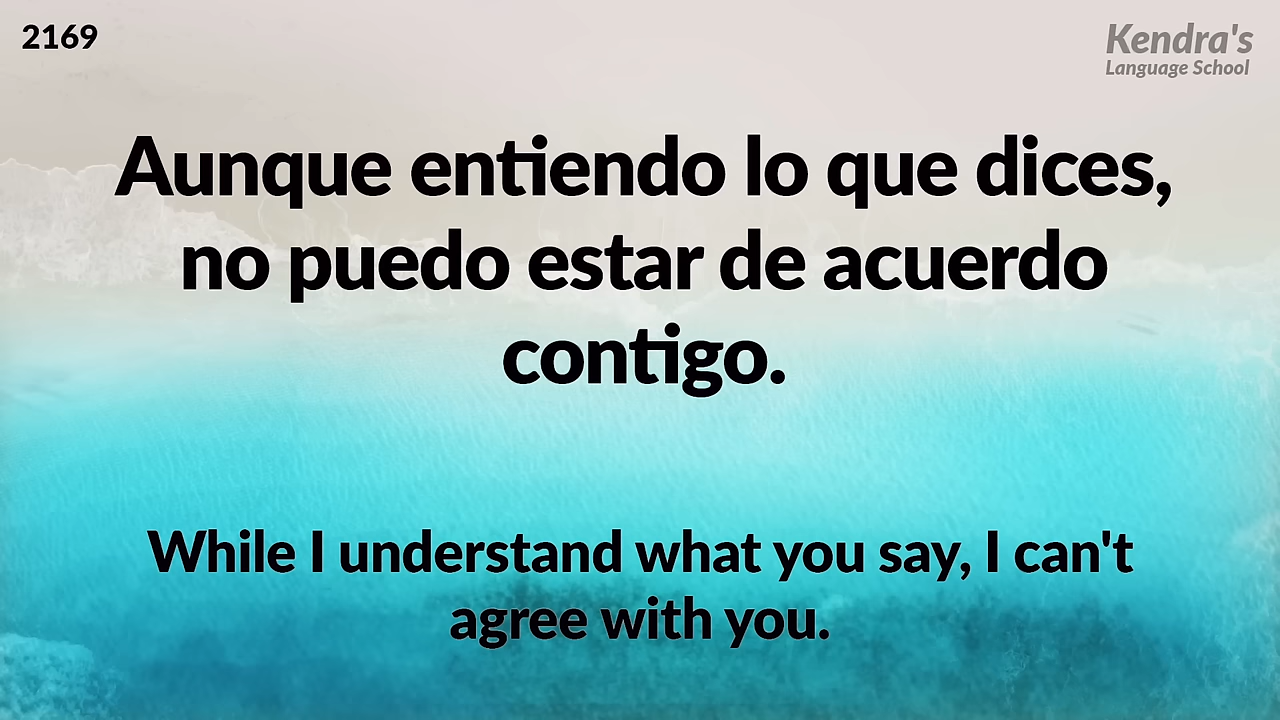 2169
Kendra's
Language School
Aunque entiendo lo que dices,
no puedo estar de acuerdo
contigo.
While I understand what you say, I can't
agree with you.